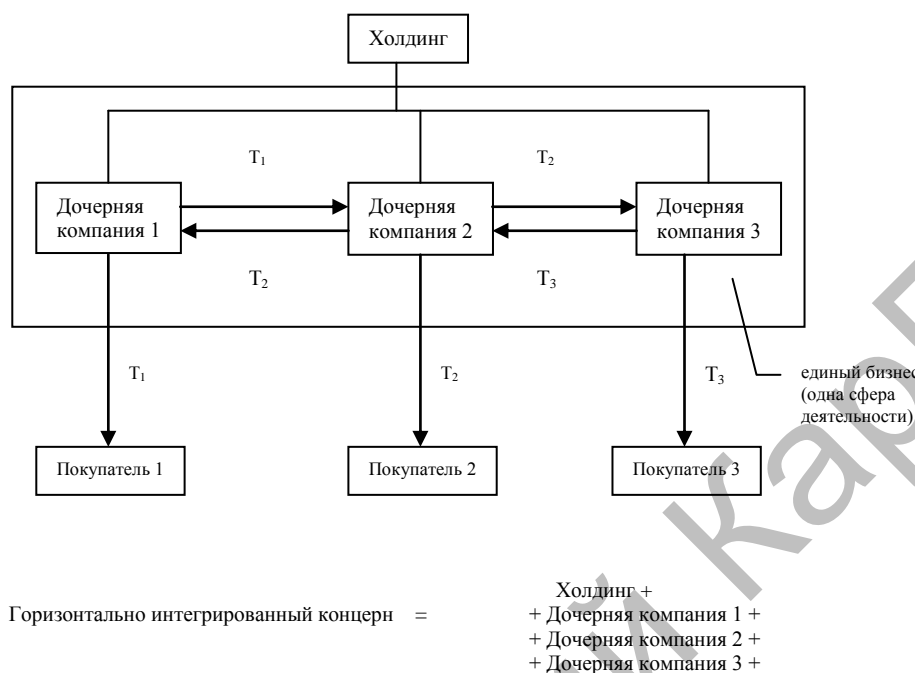 Холдинг
T₁
T₂
Дочерняя
компания 1
Дочерняя
компания 2
Дочерняя
компания 3
T₂
T₃
T₁
T₂
T₃
единый бизнес
(одна сфера
деятельности)
Покупатель 1
Покупатель 2
Покупатель 3
Холдинг +
Горизонтально интегрированный концерн =
+ Дочерняя компания 1 +
+ Дочерняя компания 2 +
+ Дочерняя компания 3 +